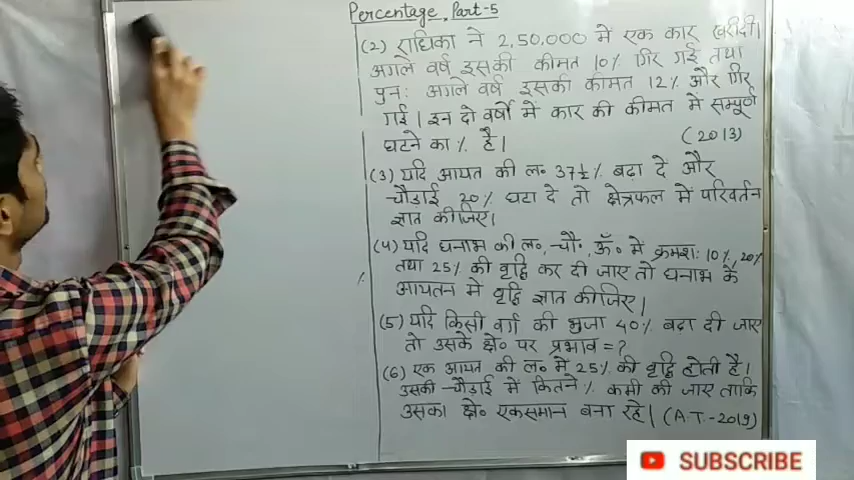 Percentage, Part-5
(2) राधिका ने 2,50,000 में एक कार खरीदी।
अगले वर्ष इसकी कीमत 10% गिर गई तथा
पुनः अगले वर्ष इसकी कीमत 12% और गिर
गई। इन दो वर्षों में कार की कीमत में सम्पूर्ण
घटने का % है। (2013)
(3) यदि आयत की ल० 37½% बढ़ा दे और
चौडाई 20% घटा दे तो क्षेत्रफल में परिवर्तन
ज्ञात कीजिए।
(4) यदि घनाभ की ल०, चौ०, ऊँ० मे क्रमशः 10%, 20%
तथा 25% की वृद्धि कर दी जाए तो घनाभ के
आयतन में वृद्धि ज्ञात कीजिए।
(5) यदि किसी वर्ग की भुजा 40% बढ़ा दी जाए
तो उसके क्षे० पर प्रभाव = ?
(6) एक आयत की ल० मे 25% की वृद्धि होती है।
उसकी चौडाई में कितने % कमी की जाए ताकि
उसका क्षे० एकसमान बना रहे। (A.T-2019)
SUBSCRIBE